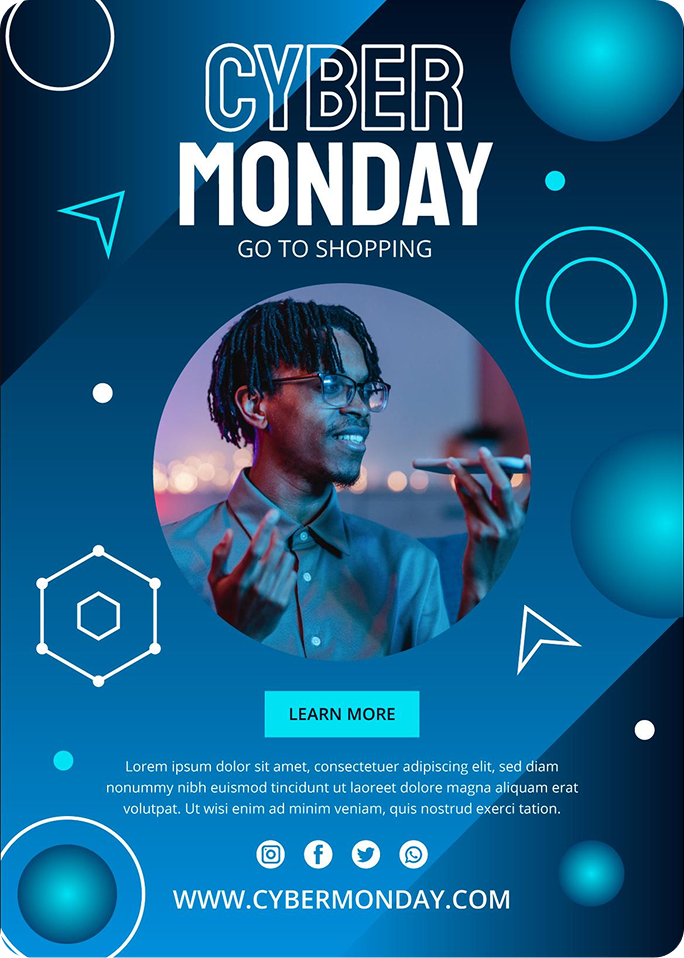 CYBER
MONDAY
GO TO SHOPPING
LEARN MORE
Lorem ipsum dolor sit amet, consectetuer adipiscing elit, sed diam
nonummy nibh euismod tincidunt ut laoreet dolore magna aliquam erat
volutpat. Ut wisi enim ad minim veniam, quis nostrud exerci tation.
WWW.CYBERMONDAY.COM